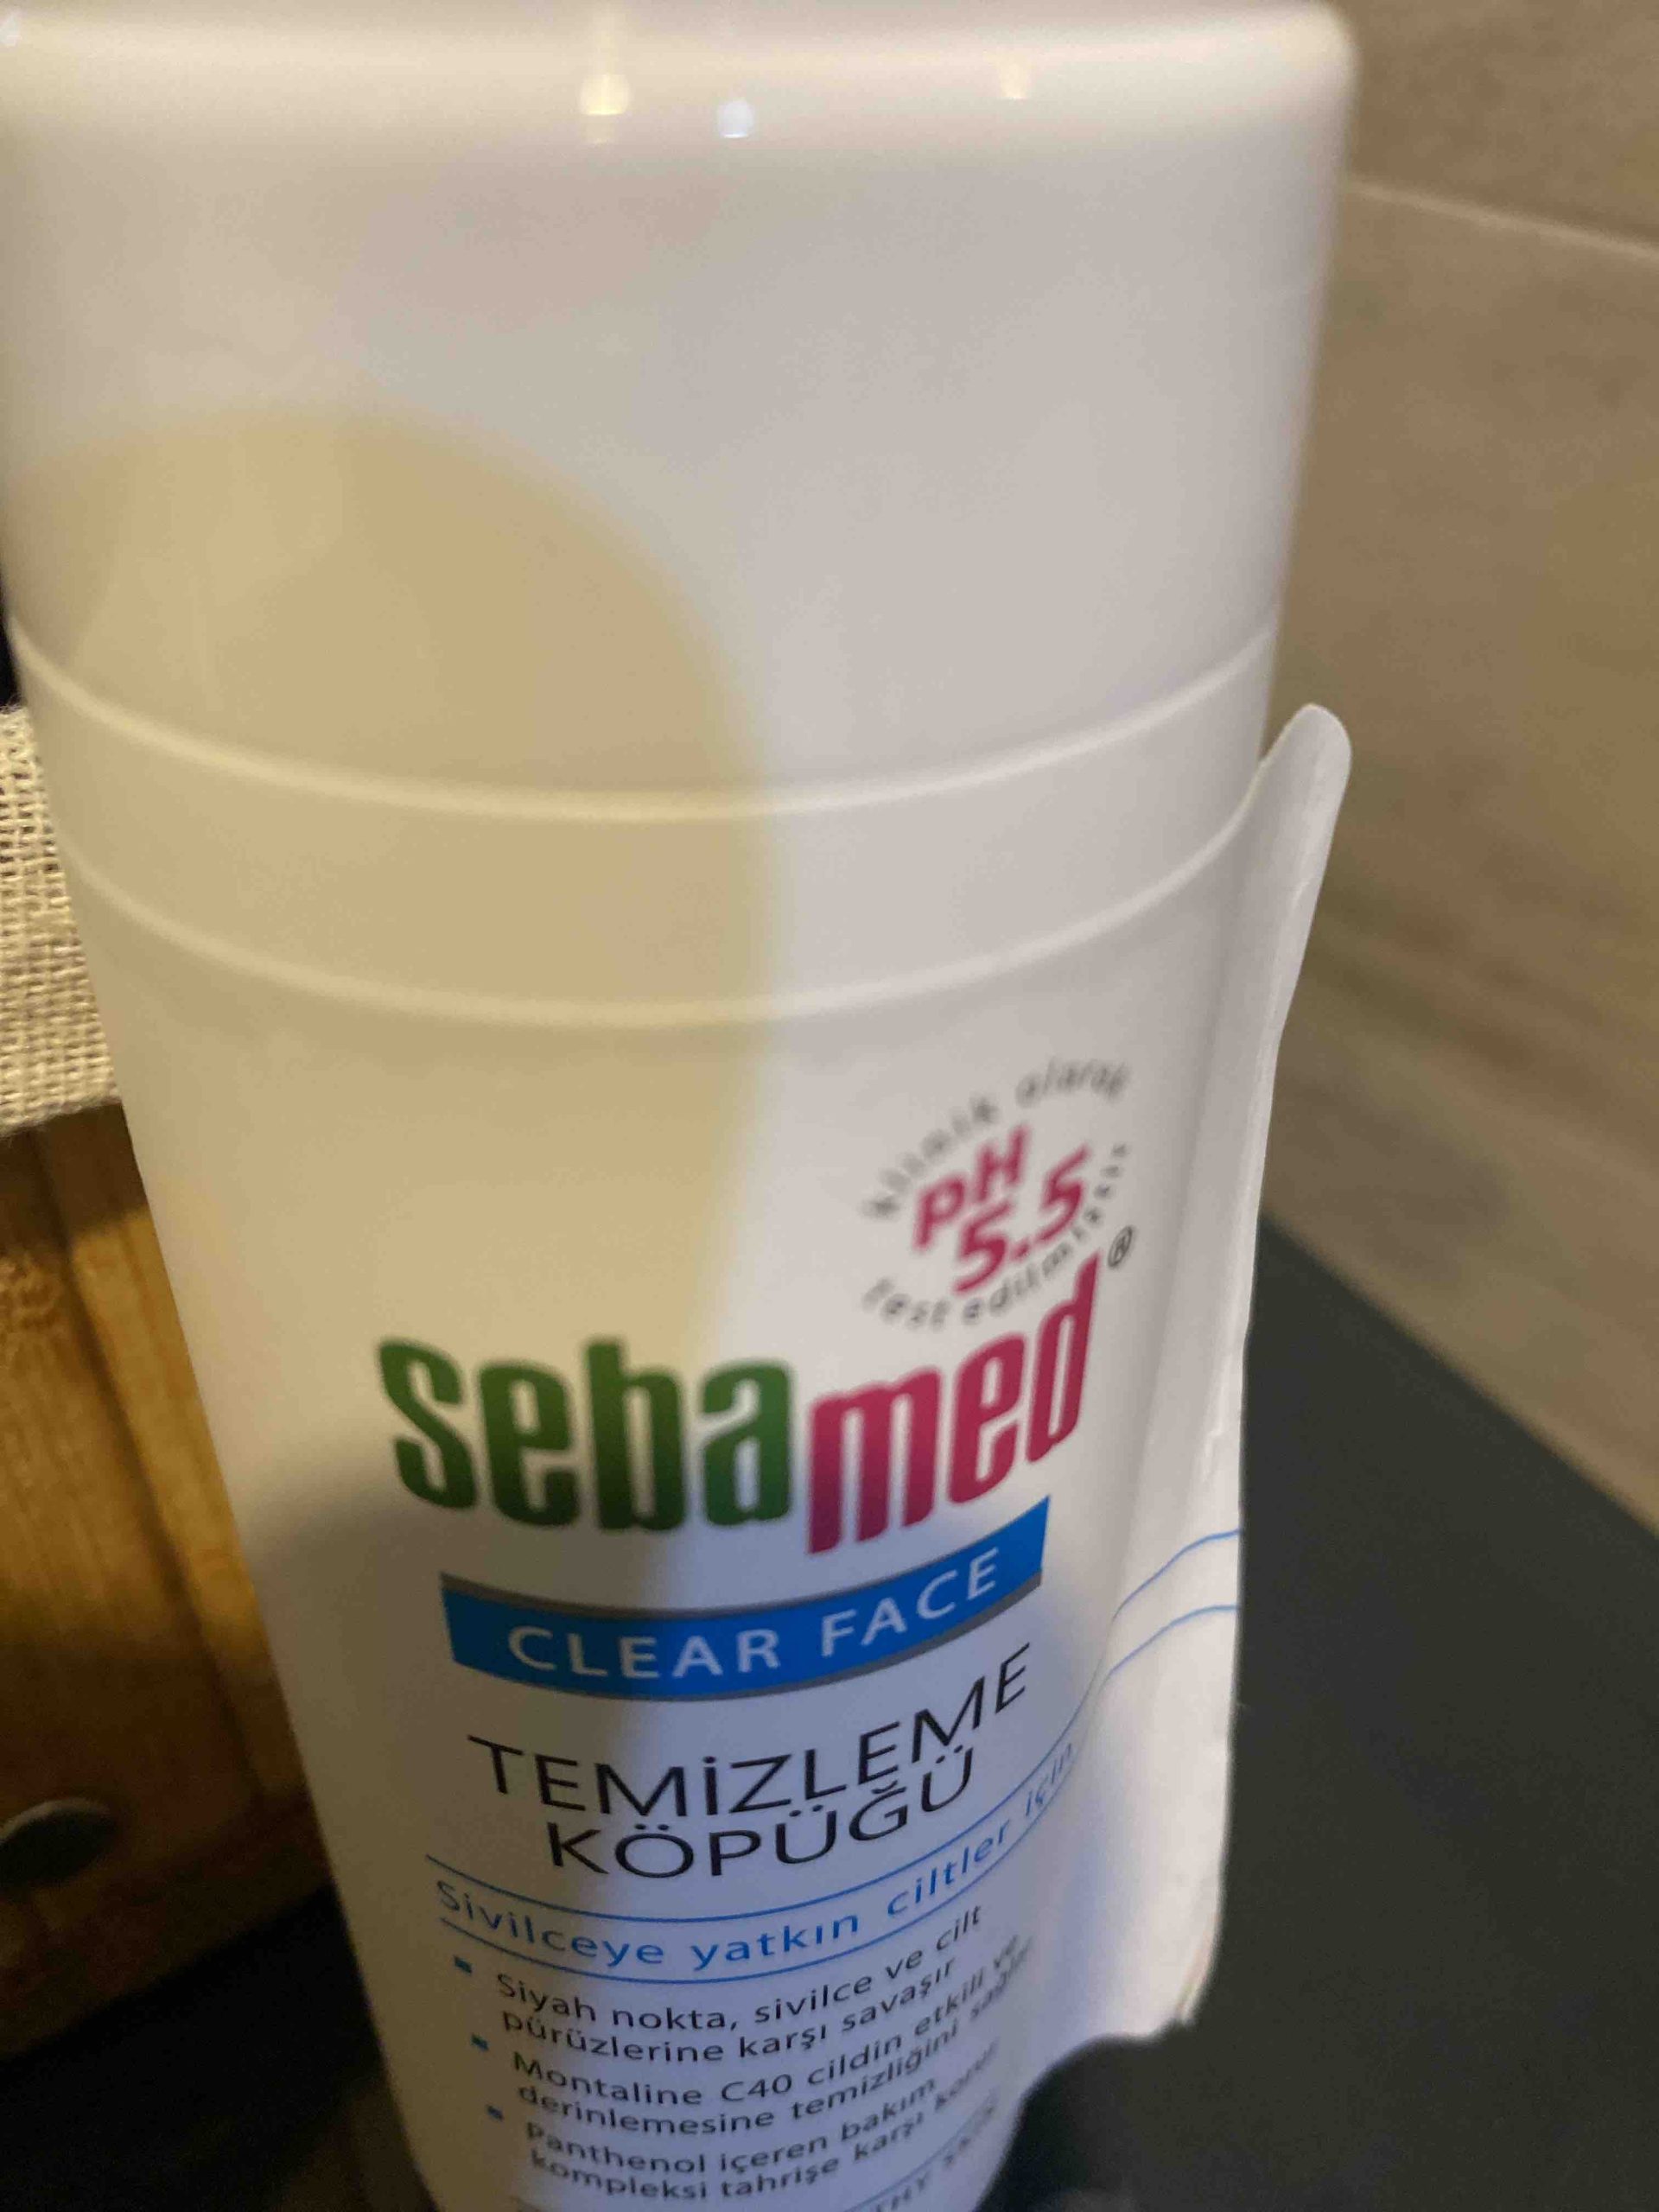 klinik olarak
pH
5.5
test edilmiştir
sebamed®
CLEAR FACE
TEMİZLEME
KÖPÜĞÜ
Sivilceye yatkın ciltler için
Siyah nokta, sivilce ve cilt
pürüzlerine karşı savaşır
Montaline C40 cildin etkili ve
derinlemesine temizliğini sağlar
Panthenol içeren bakım
kompleksi tahrişe karşı korur